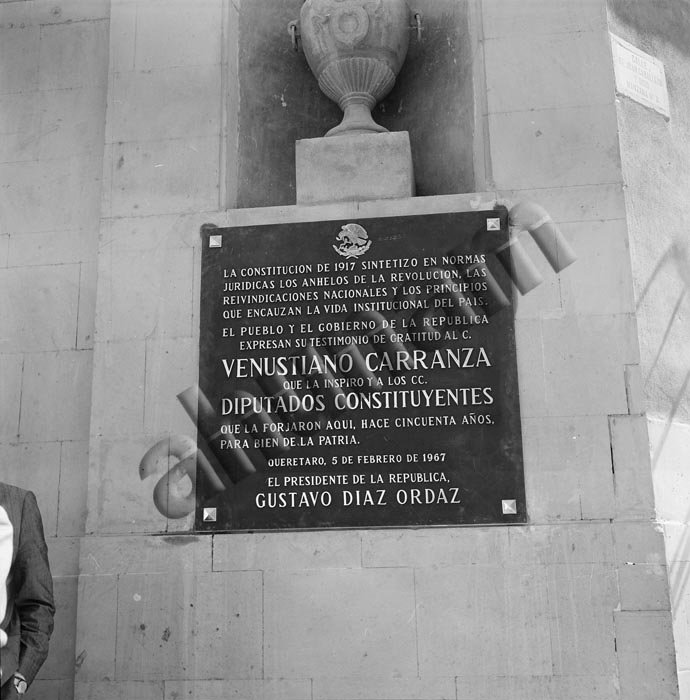 LA CONSTITUCION DE 1917 SINTETIZO EN NORMAS
JURIDICAS LOS ANHELOS DE LA REVOLUCION, LAS
REIVINDICACIONES NACIONALES Y LOS PRINCIPIOS
QUE ENCAUZAN LA VIDA INSTITUCIONAL DEL PAIS.
EL PUEBLO Y EL GOBIERNO DE LA REPUBLICA
EXPRESAN SU TESTIMONIO DE GRATITUD AL C.
VENUSTIANO CARRANZA
QUE LA INSPIRO Y A LOS CC.
DIPUTADOS CONSTITUYENTES
QUE LA FORJARON AQUI, HACE CINCUENTA AÑOS,
PARA BIEN DE LA PATRIA.
QUERETARO, 5 DE FEBRERO DE 1967
EL PRESIDENTE DE LA REPUBLICA,
GUSTAVO DIAZ ORDAZ
CALLE